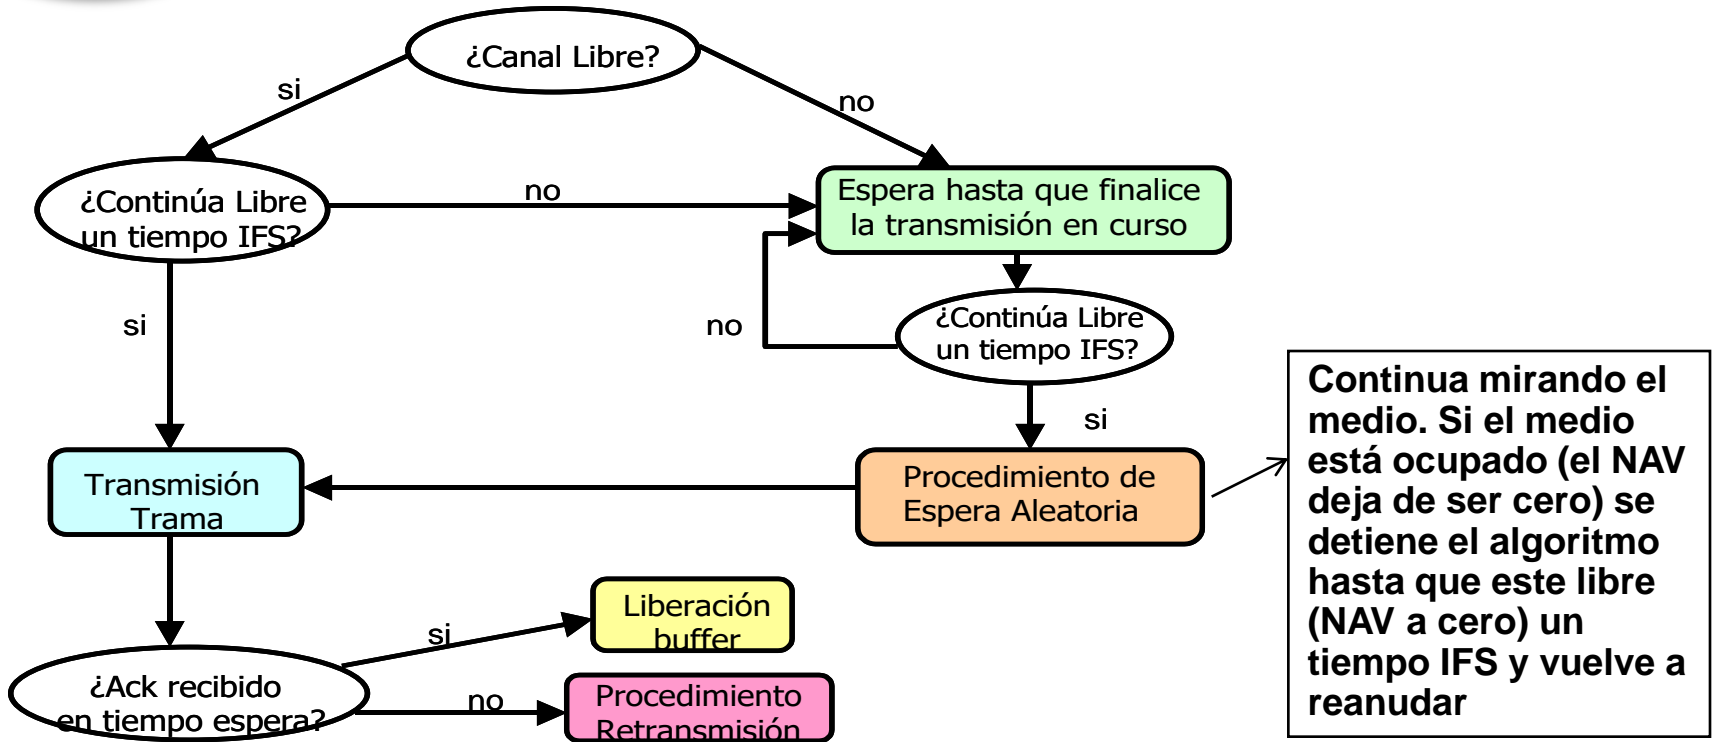 ¿Canal Libre?
si
no
¿Continúa Libre
un tiempo IFS?
no
Espera hasta que finalice
la transmisión en curso
si
no
¿Continúa Libre
un tiempo IFS?
si
Transmisión
Trama
Procedimiento de
Espera Aleatoria
Continua mirando el
medio. Si el medio
está ocupado (el NAV
deja de ser cero) se
detiene el algoritmo
hasta que este libre
(NAV a cero) un
tiempo IFS y vuelve a
reanudar
si
Liberación
buffer
¿Ack recibido
en tiempo espera?
no
Procedimiento
Retransmisión